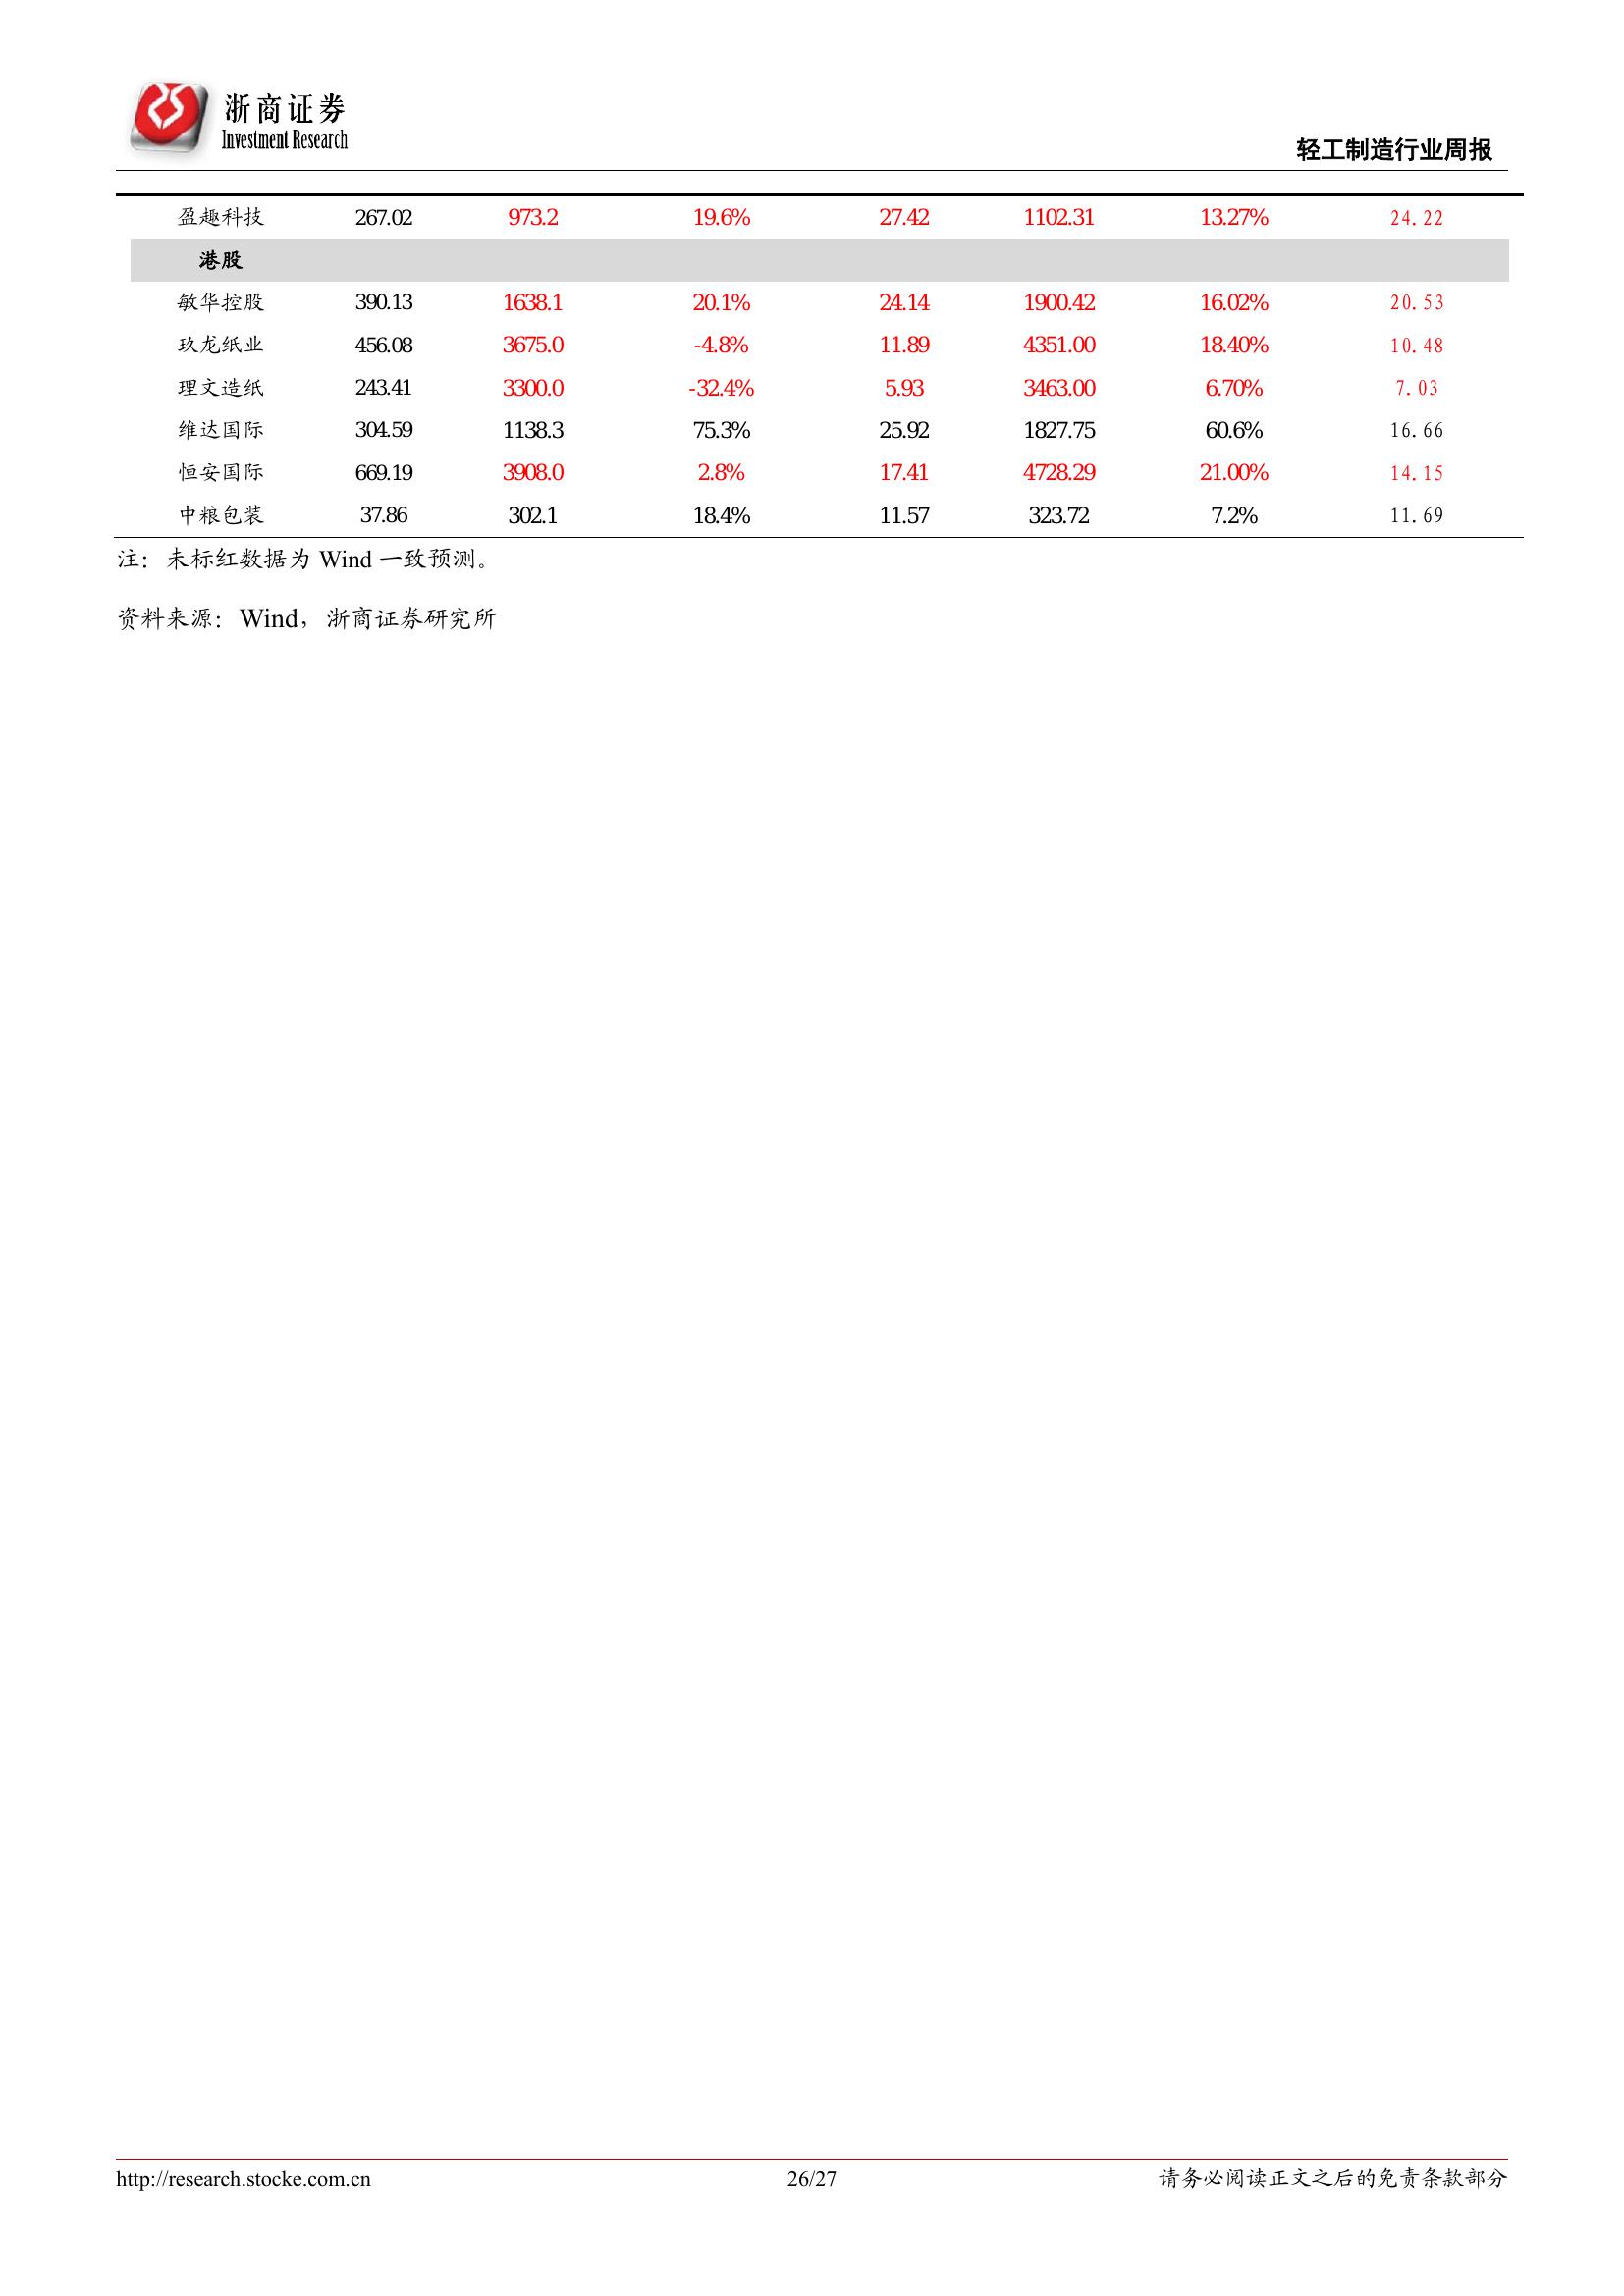 浙商证券
Investment Research
轻工制造行业周报
盈趣科技 267.02 973.2 19.6% 27.42 1102.31 13.27% 24.22
港股
敏华控股 390.13 1638.1 20.1% 24.14 1900.42 16.02% 20.53
玖龙纸业 456.08 3675.0 -4.8% 11.89 4351.00 18.40% 10.48
理文造纸 243.41 3300.0 -32.4% 5.93 3463.00 6.70% 7.03
维达国际 304.59 1138.3 75.3% 25.92 1827.75 60.6% 16.66
恒安国际 669.19 3908.0 2.8% 17.41 4728.29 21.00% 14.15
中粮包装 37.86 302.1 18.4% 11.57 323.72 7.2% 11.69
注：未标红数据为 Wind 一致预测。
资料来源：Wind，浙商证券研究所
http://research.stocke.com.cn 26/27 请务必阅读正文之后的免责条款部分